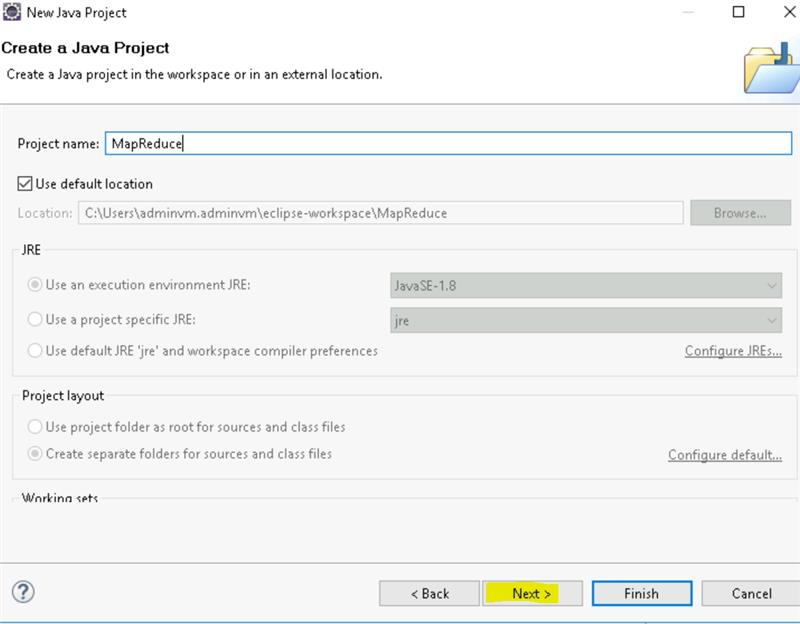 New Java Project
Create a Java Project
Create a Java project in the workspace or in an external location.
Project name: MapReduce
Use default location
Location: C:\Users\adminvm.adminvm\eclipse-workspace\MapReduce Browse...
JRE
Use an execution environment JRE: JavaSE-1.8
Use a project specific JRE: jre
Use default JRE 'jre' and workspace compiler preferences Configure JREs...
Project layout
Use project folder as root for sources and class files
Create separate folders for sources and class files Configure default...
Working sets
? < Back Next > Finish Cancel